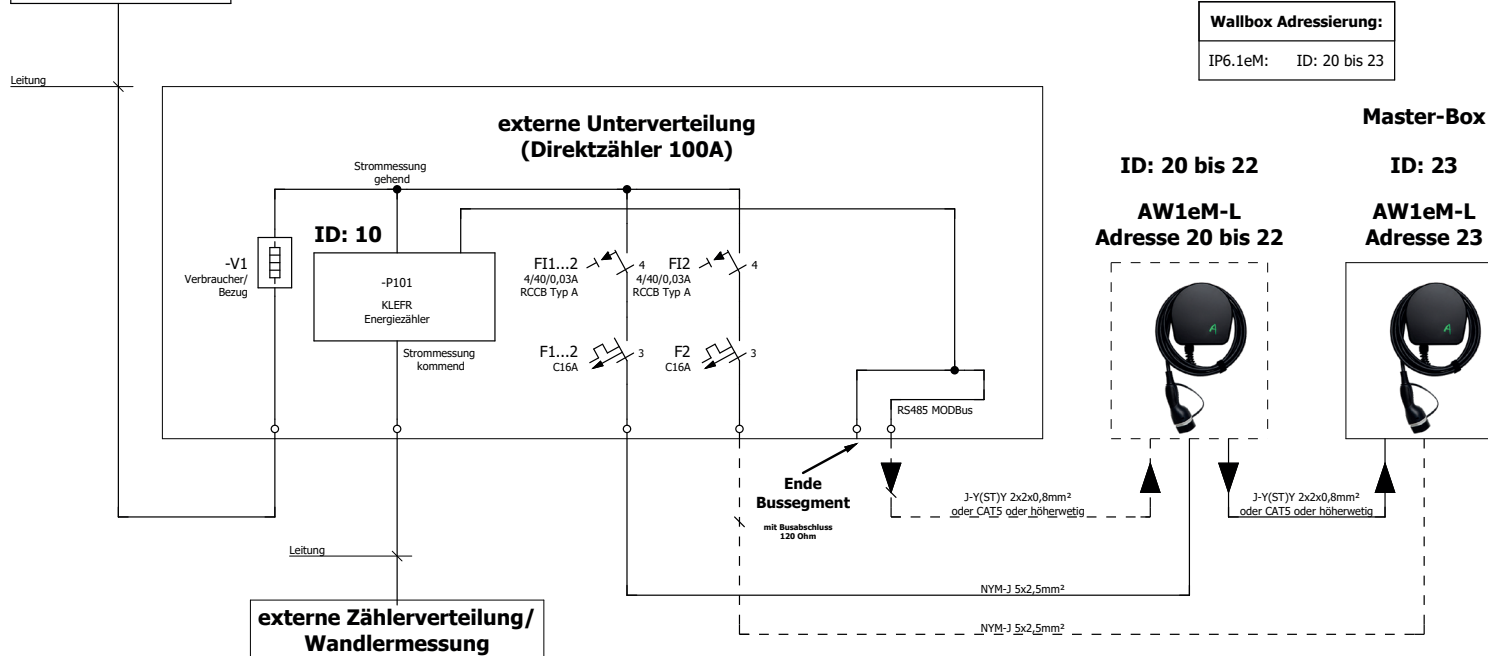 Wallbox Adressierung:
IP6.1eM: ID: 20 bis 23
Leitung
externe Unterverteilung
(Direktzähler 100A)
Master-Box
ID: 20 bis 22
ID: 23
AW1eM-L
Adresse 20 bis 22
AW1eM-L
Adresse 23
Strommessung
gehend
ID: 10
-V1
Verbraucher/
Bezug
-P101
KLEFR
Energiezähler
FI1...2
4/40/0,03A
RCCB Typ A
4
FI2
4/40/0,03A
RCCB Typ A
4
Strommessung
kommend
F1...2
C16A
3
F2
C16A
3
RS485 MODBus
Ende
Bussegment
mit Busabschluss
120 Ohm
J-Y(ST)Y 2x2x0,8mm²
oder CAT5 oder höherwetig
J-Y(ST)Y 2x2x0,8mm²
oder CAT5 oder höherwetig
Leitung
NYM-J 5x2,5mm²
NYM-J 5x2,5mm²
externe Zählerverteilung/
Wandlermessung